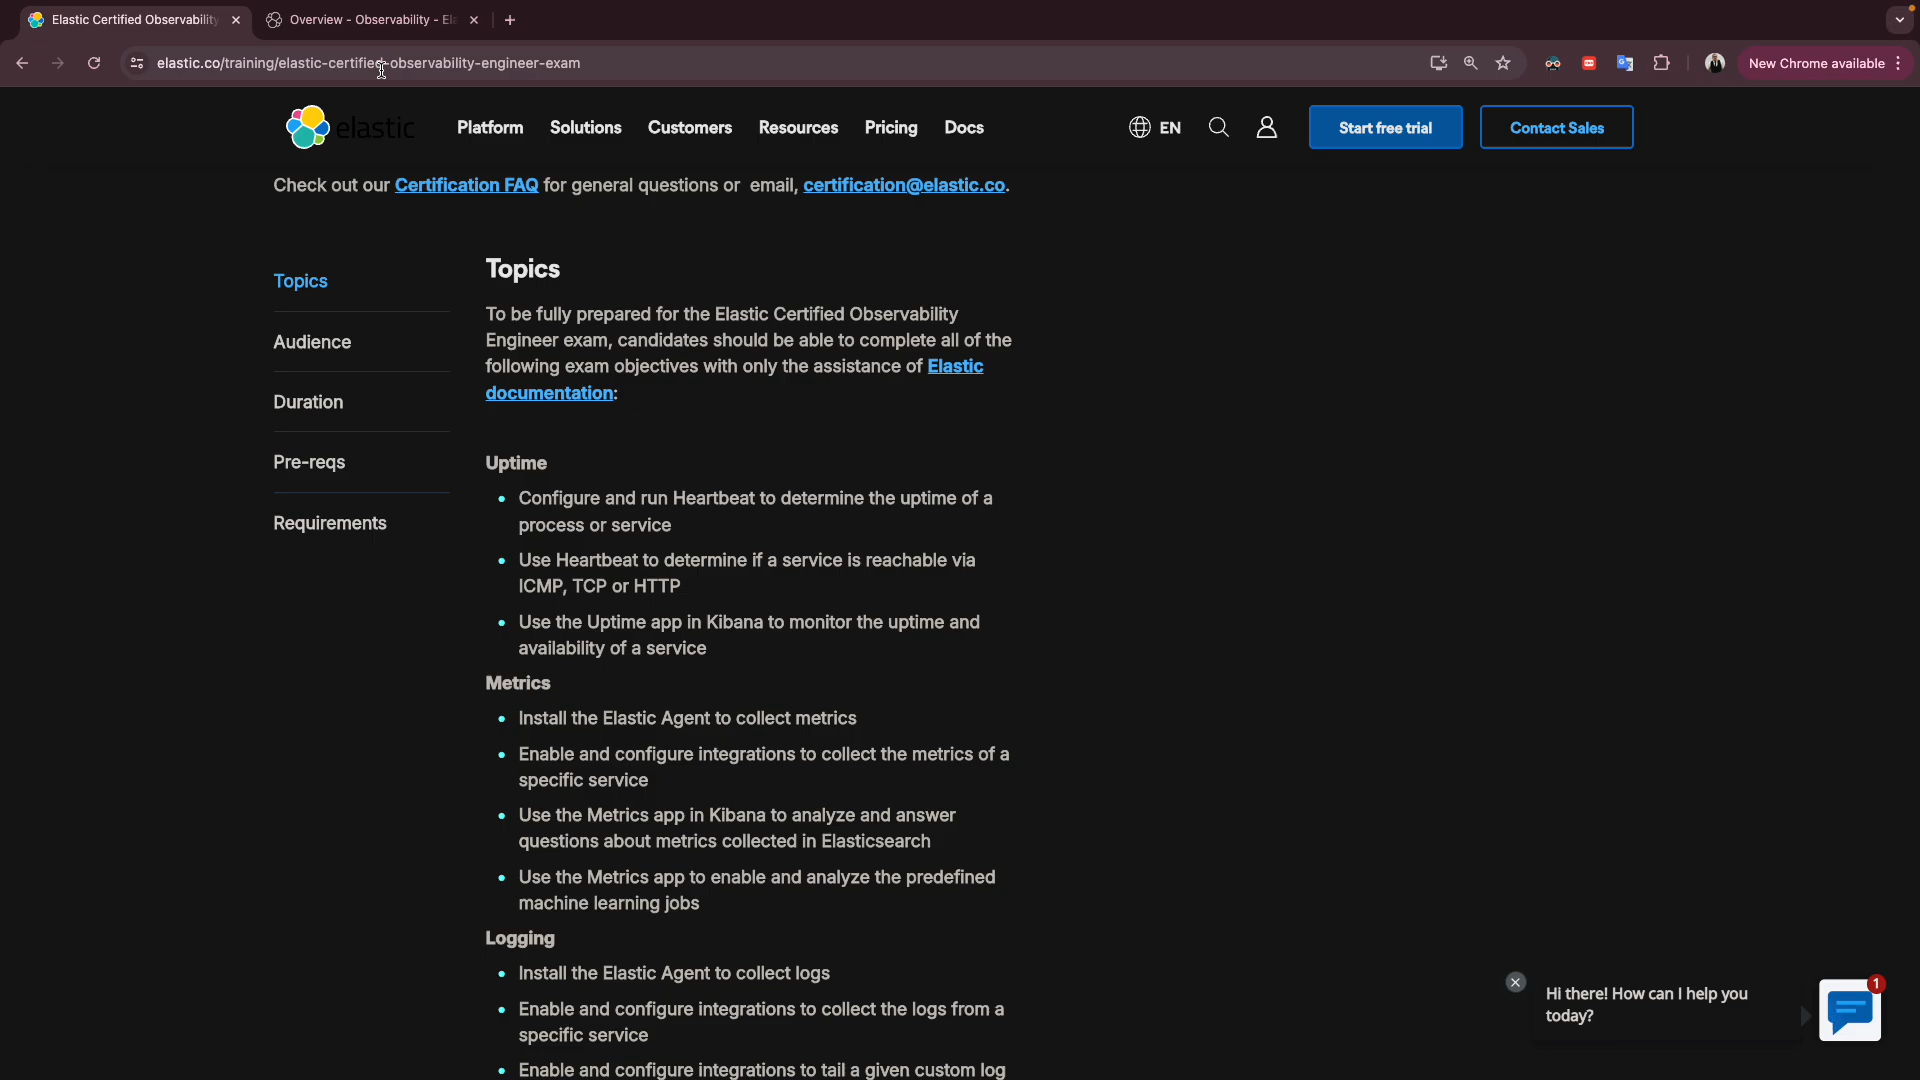 Elastic Certified Observability
Overview - Observability - Ela
elastic.co/training/elastic-certified-observability-engineer-exam
New Chrome available
elastic
Platform
Solutions
Customers
Resources
Pricing
Docs
EN
Start free trial
Contact Sales
Check out our Certification FAQ for general questions or email, certification@elastic.co.
Topics
Audience
Duration
Pre-reqs
Requirements
Topics
To be fully prepared for the Elastic Certified Observability
Engineer exam, candidates should be able to complete all of the
following exam objectives with only the assistance of Elastic
documentation:
Uptime
Configure and run Heartbeat to determine the uptime of a
process or service
Use Heartbeat to determine if a service is reachable via
ICMP, TCP or HTTP
Use the Uptime app in Kibana to monitor the uptime and
availability of a service
Metrics
Install the Elastic Agent to collect metrics
Enable and configure integrations to collect the metrics of a
specific service
Use the Metrics app in Kibana to analyze and answer
questions about metrics collected in Elasticsearch
Use the Metrics app to enable and analyze the predefined
machine learning jobs
Logging
Install the Elastic Agent to collect logs
Enable and configure integrations to collect the logs from a
specific service
Enable and configure integrations to tail a given custom log
Hi there! How can I help you
today?
1